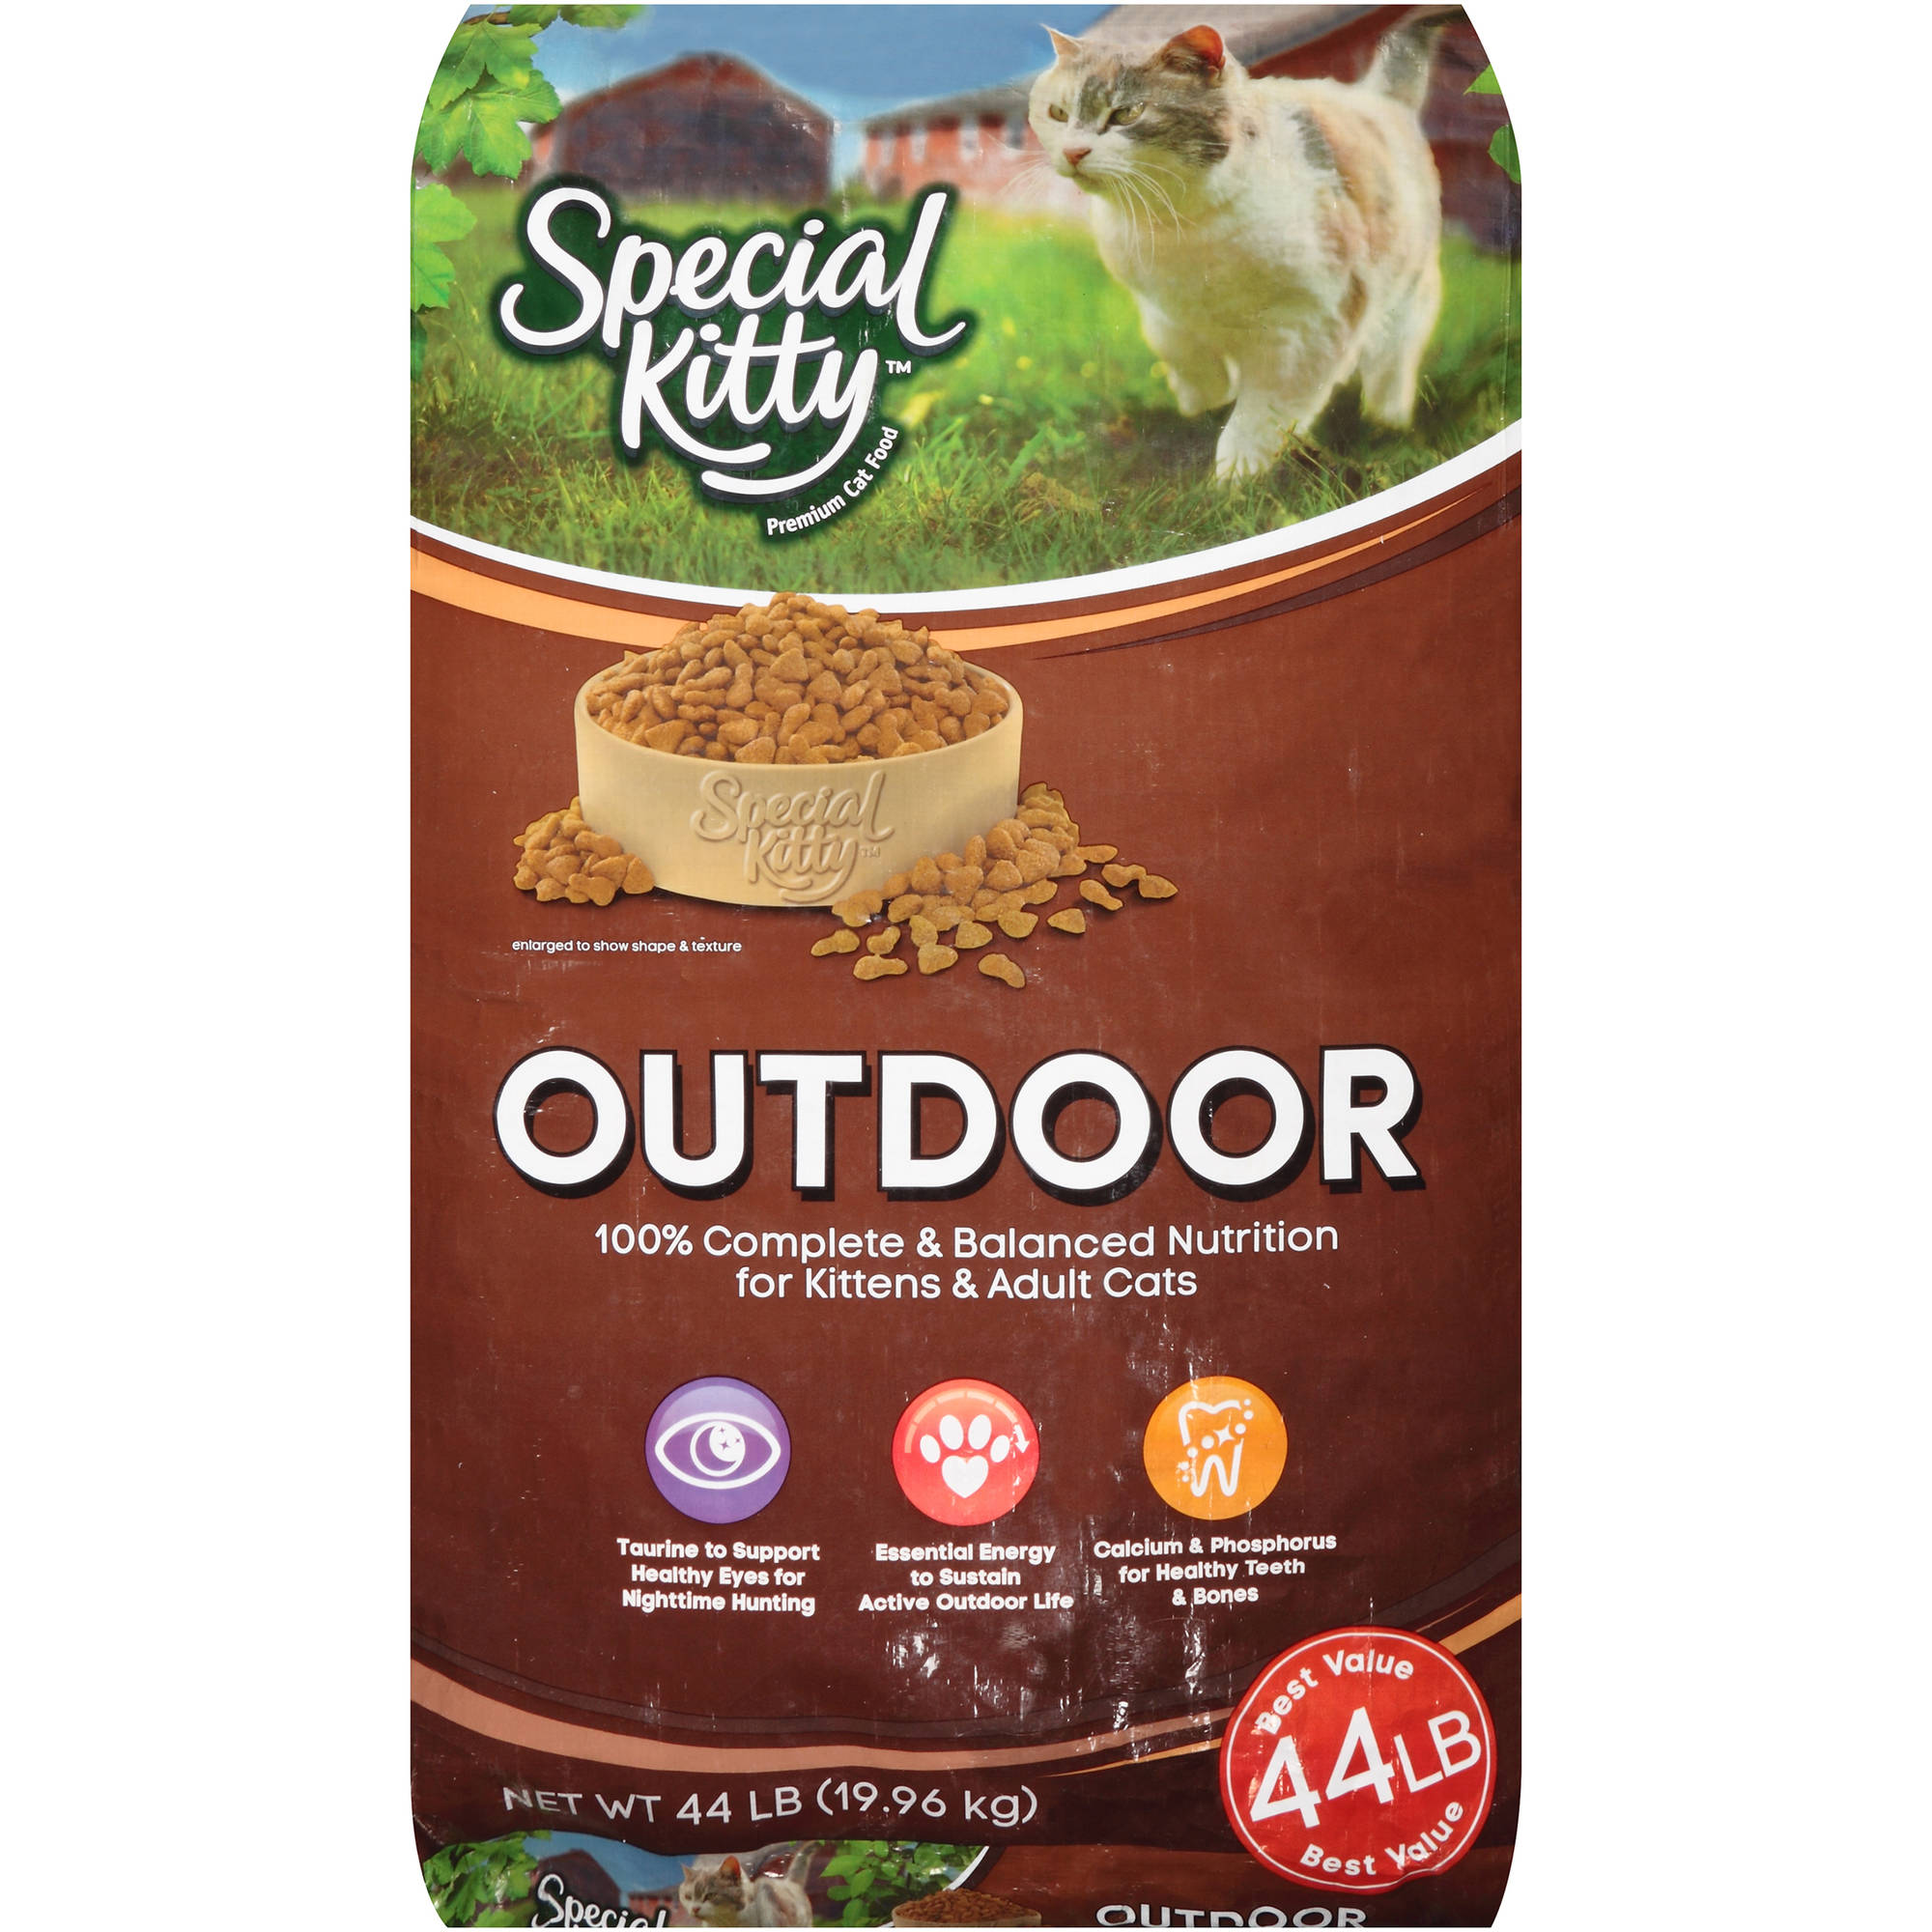 Special
Kitty™
Premium Cat Food
Special
Kitty™
enlarged to show shape & texture
OUTDOOR
100% Complete & Balanced Nutrition
for Kittens & Adult Cats
Taurine to Support
Healthy Eyes for
Nighttime Hunting
Essential Energy
to Sustain
Active Outdoor Life
Calcium & Phosphorus
for Healthy Teeth
& Bones
Best Value
44LB
Best Value
NET WT 44 LB (19.96 kg)
Special
OUTDOOR